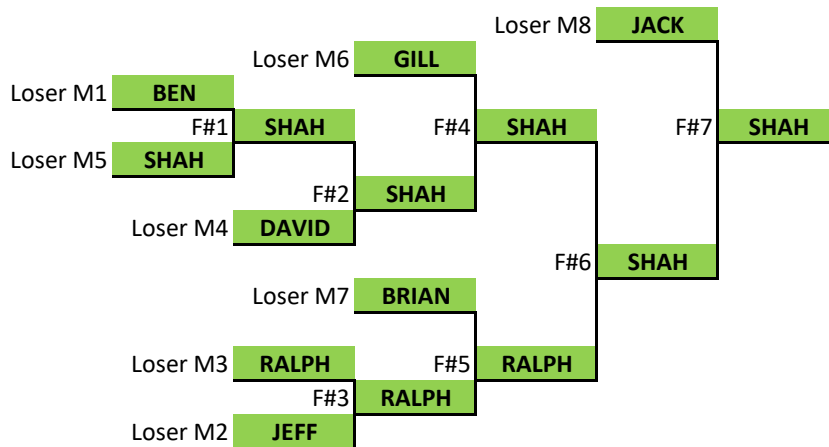 Loser M8 JACK
Loser M6 GILL
Loser M1 BEN
F#1 SHAH F#4 SHAH F#7 SHAH
Loser M5 SHAH
F#2 SHAH
Loser M4 DAVID
F#6 SHAH
Loser M7 BRIAN
Loser M3 RALPH F#5 RALPH
F#3 RALPH
Loser M2 JEFF